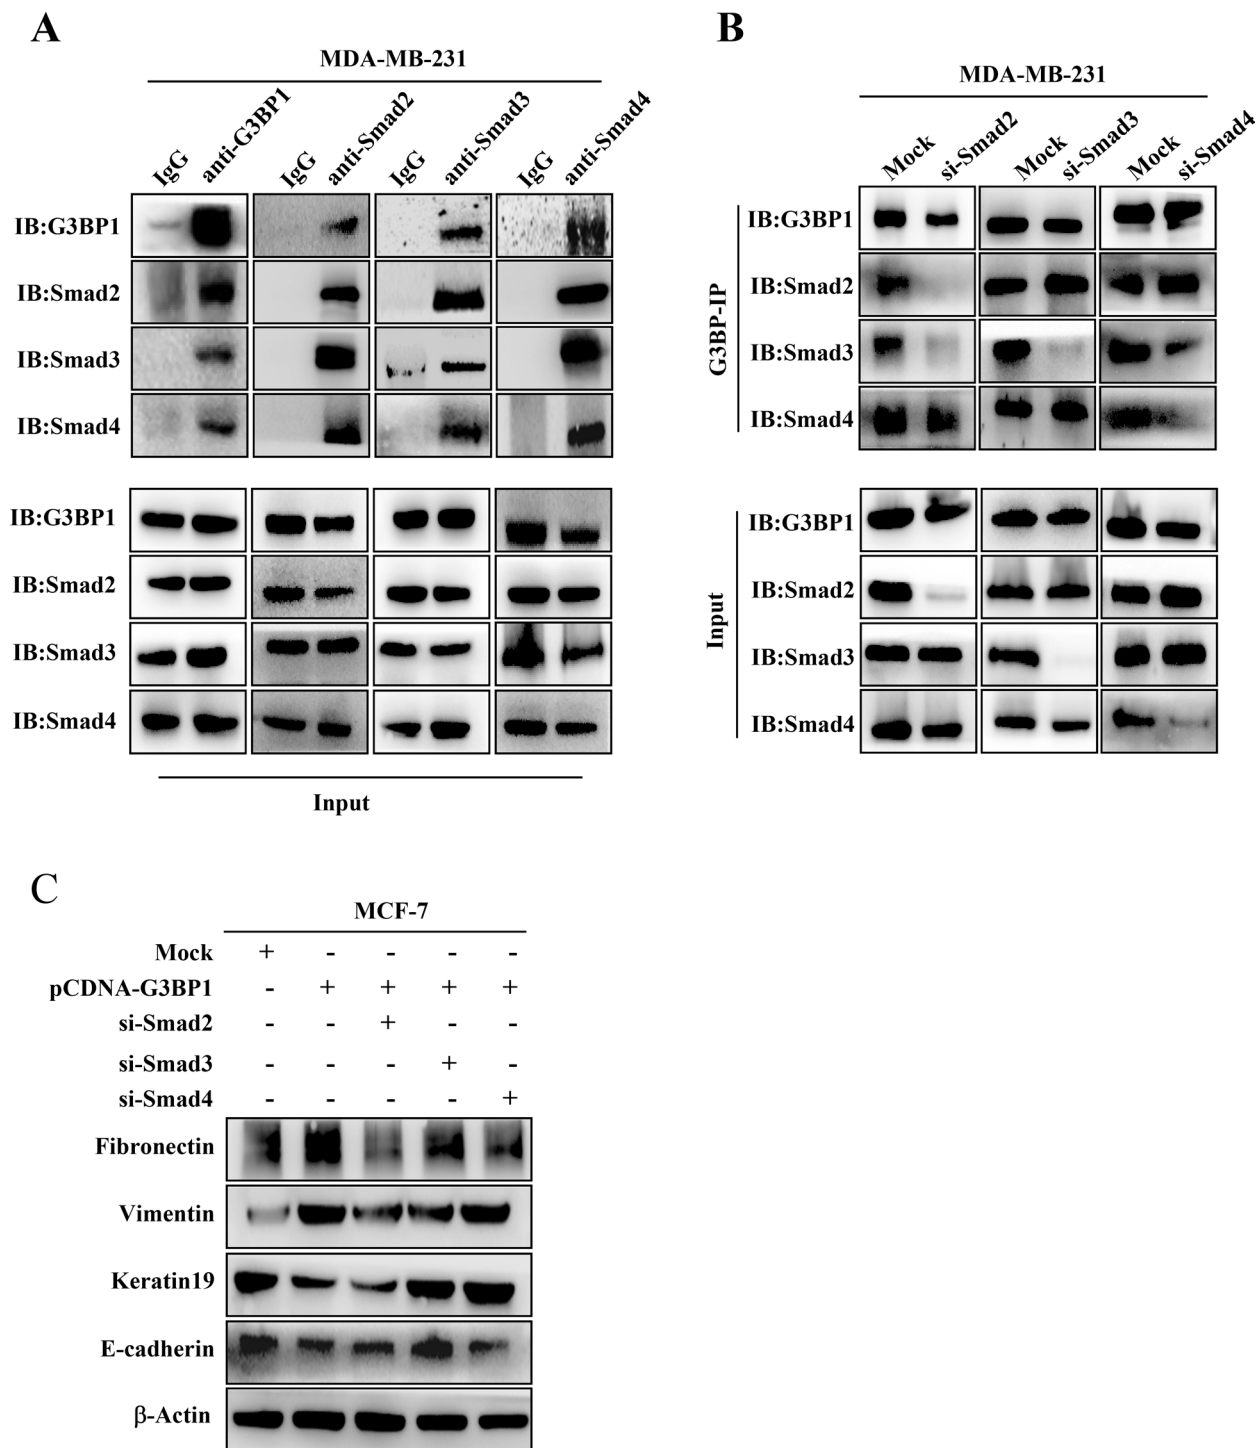 A
MDA-MB-231
IgG anti-G3BP1 IgG anti-Smad2 IgG anti-Smad3 IgG anti-Smad4
IB:G3BP1
IB:Smad2
IB:Smad3
IB:Smad4
IB:G3BP1
IB:Smad2
IB:Smad3
IB:Smad4
Input
B
MDA-MB-231
Mock si-Smad2 Mock si-Smad3 Mock si-Smad4
G3BP-IP
IB:G3BP1
IB:Smad2
IB:Smad3
IB:Smad4
Input
IB:G3BP1
IB:Smad2
IB:Smad3
IB:Smad4
C
MCF-7
Mock + - - - -
pCDNA-G3BP1 - + + + +
si-Smad2 - - + - -
si-Smad3 - - - + -
si-Smad4 - - - - +
Fibronectin
Vimentin
Keratin19
E-cadherin
β-Actin